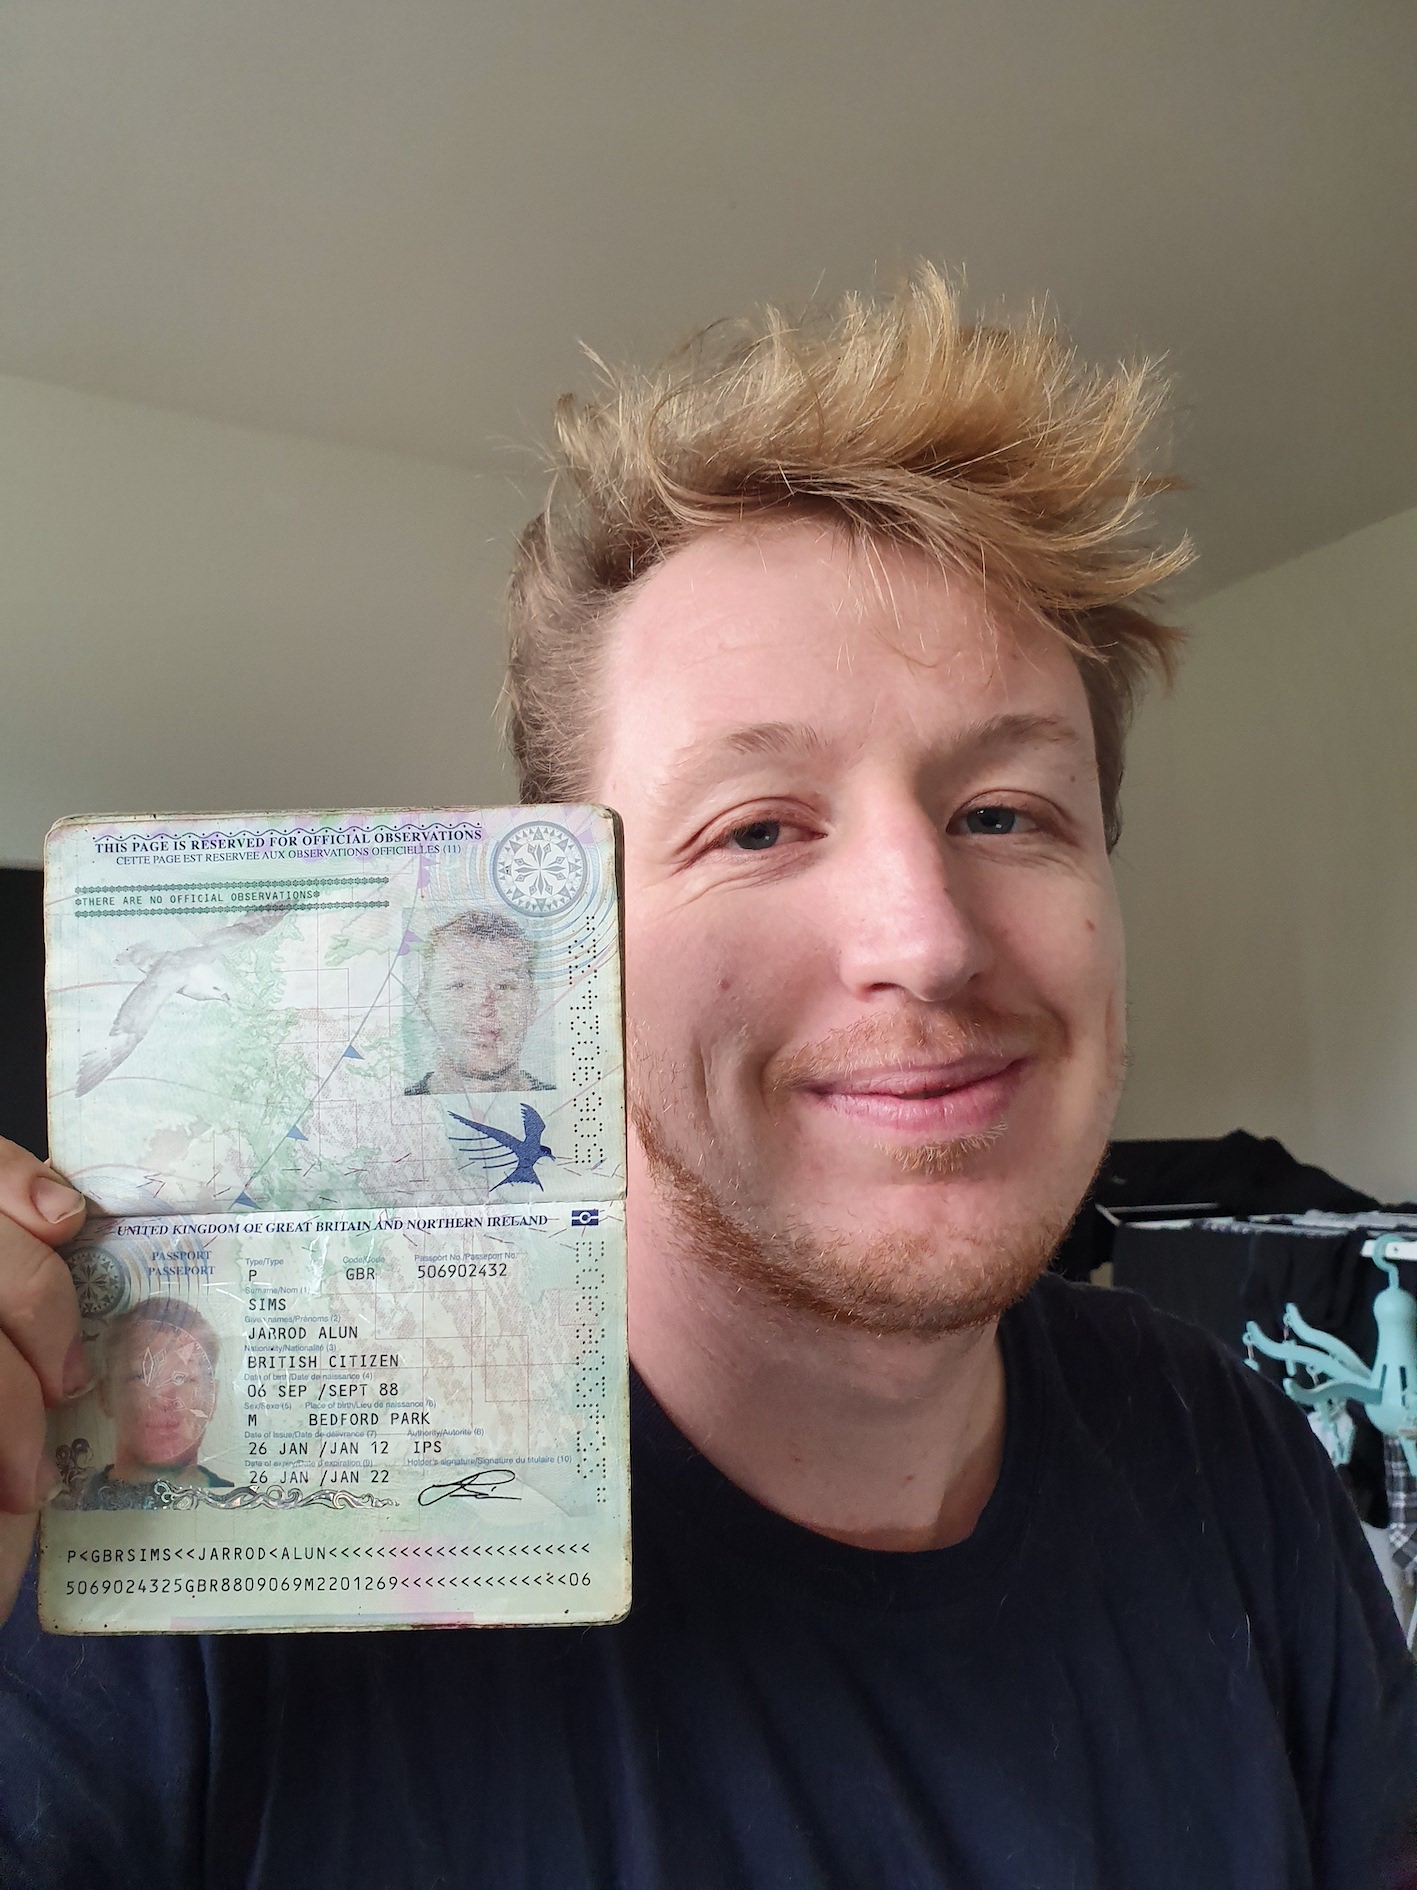 THIS PAGE IS RESERVED FOR OFFICIAL OBSERVATIONS
CETTE PAGE EST RESERVEE AUX OBSERVATIONS OFFICIELLES (11)
*THERE ARE NO OFFICIAL OBSERVATIONS*
506902432
UNITED KINGDOM OF GREAT BRITAIN AND NORTHERN IRELAND
PASSPORT
PASSEPORT
Type/Type Code/Code Passport No./Passeport No.
P GBR 506902432
Surname/Nom (1)
SIMS
Given names/Prénoms (2)
JARROD ALUN
Nationality/Nationalité (3)
BRITISH CITIZEN
Date of birth/Date de naissance (4)
06 SEP /SEPT 88
Sex/Sexe (5) Place of birth/Lieu de naissance (6)
M BEDFORD PARK
Date of issue/Date de délivrance (7) Authority/Autorité (8)
26 JAN /JAN 12 IPS
Date of expiry/Date d'expiration (9) Holder's signature/Signature du titulaire (10)
26 JAN /JAN 22
P<GBRSIMS<<JARROD<ALUN<<<<<<<<<<<<<<<<<<<<<<
5069024325GBR8809069M2201269<<<<<<<<<<<<<<06